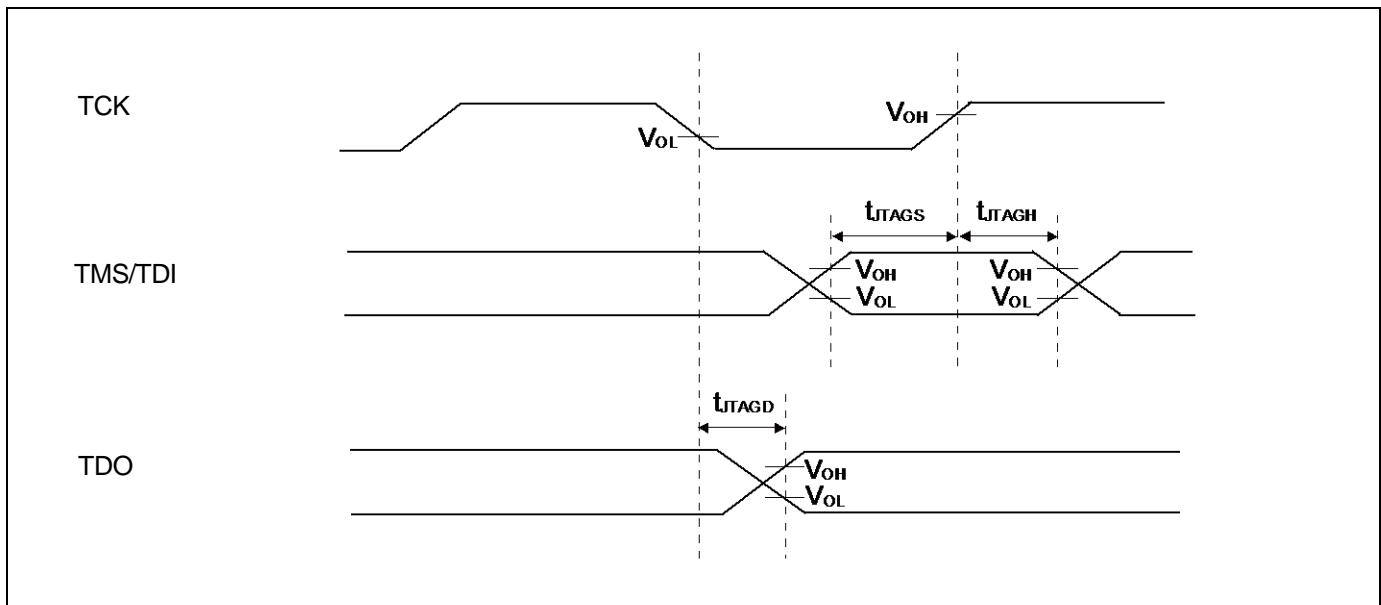 TCK
VOL
VOH
tJTAGS
tJTAGH
TMS/TDI
VOH
VOL
VOH
VOL
tJTAGD
TDO
VOH
VOL